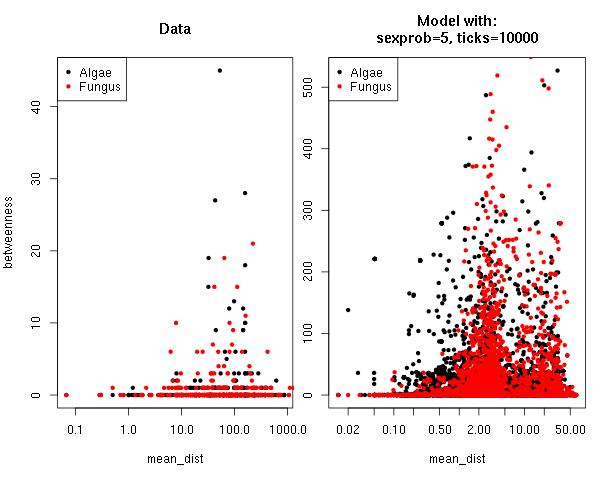 Data
Algae
Fungus
betweenness
40
30
20
10
0
0.1 1.0 10.0 100.0 1000.0
mean_dist
Model with:
sexprob=5, ticks=10000
Algae
Fungus
500
400
300
200
100
0
0.02 0.10 0.50 2.00 10.00 50.00
mean_dist